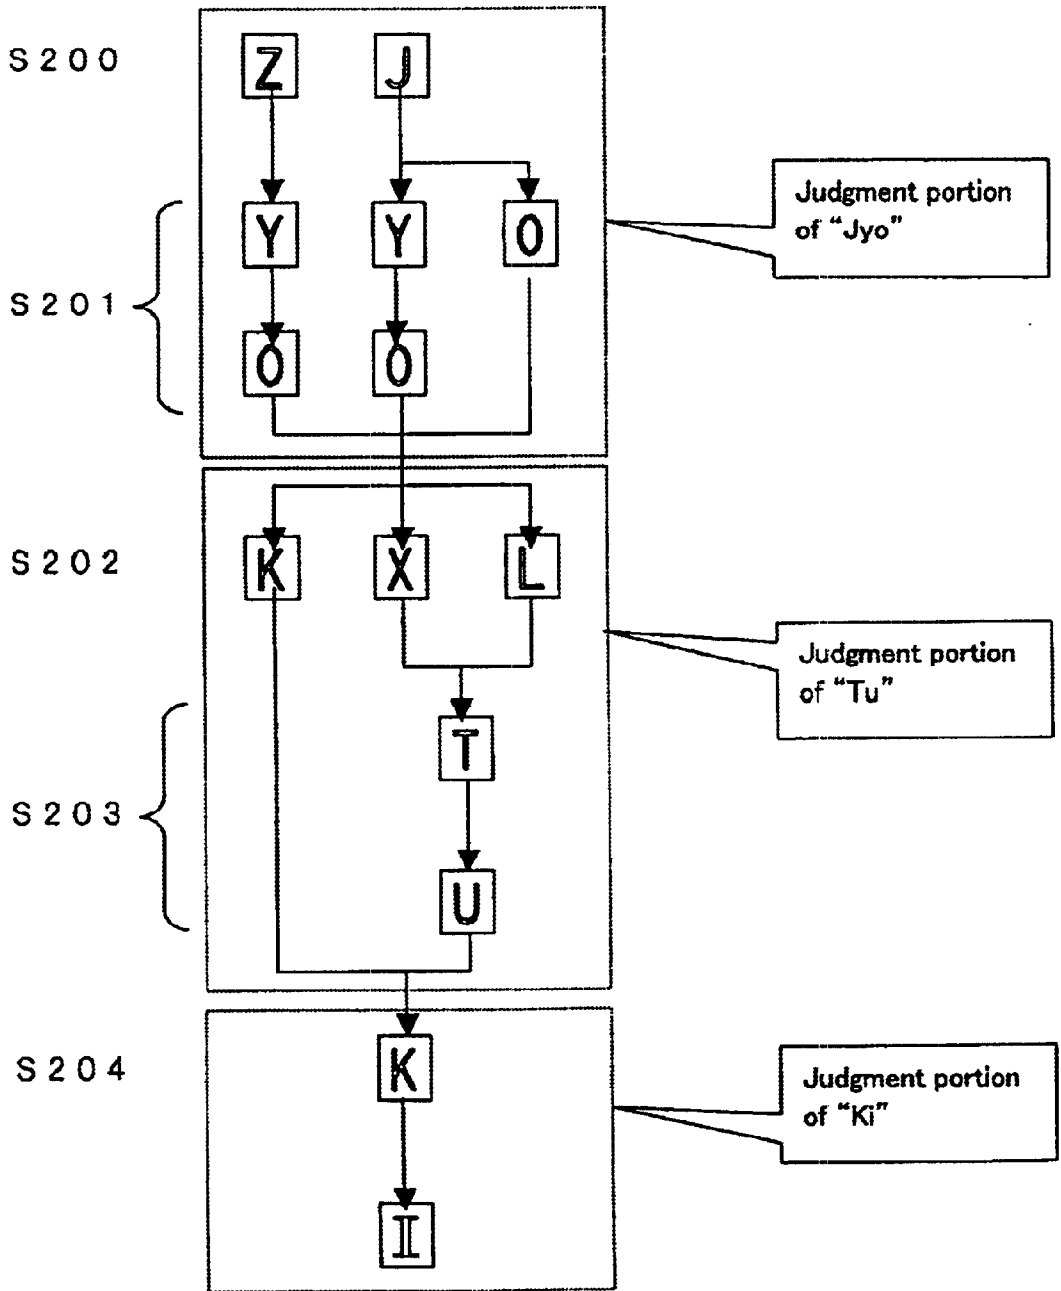 S200
Z J
Y Y O
Judgment portion
of “Jyo”
S201
O O
S202
K X L
Judgment portion
of “Tu”
T
S203
U
S204
K
Judgment portion
of “Ki”
I